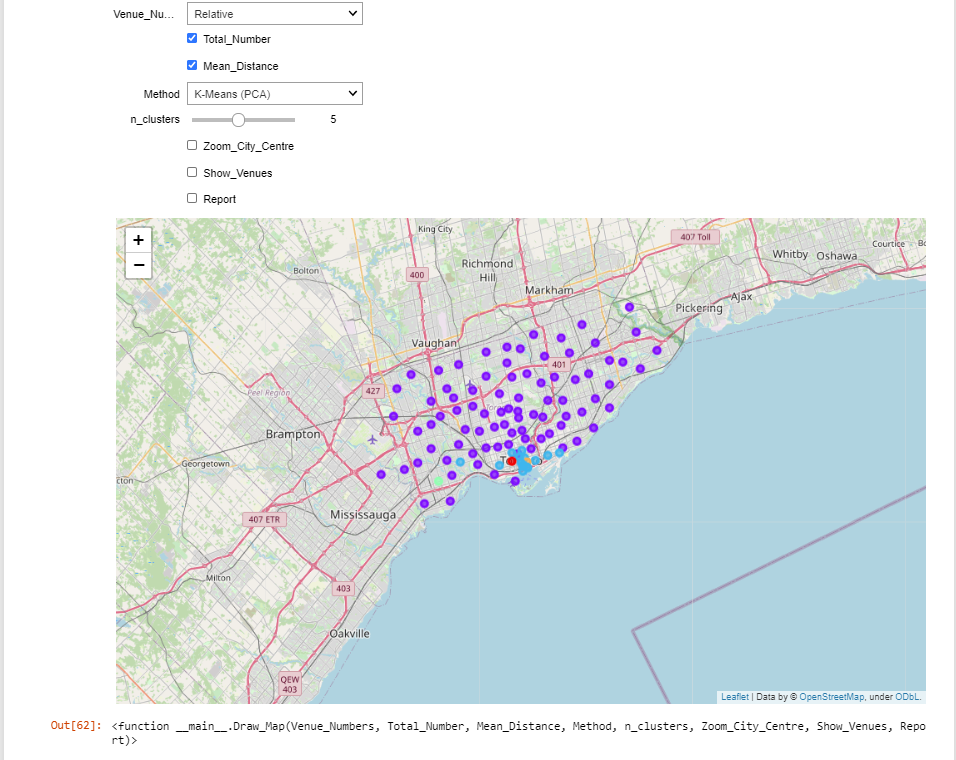 Venue_Nu... Relative
Total_Number
Mean_Distance
Method K-Means (PCA)
n_clusters 5
Zoom_City_Centre
Show_Venues
Report
+
−
King City
407 Toll
Courtice
Whitby Oshawa
Richmond
Hill
Bolton
400
Markham
Ajax
Pickering
Vaughan
401
427
Peel Region
Brampton
Georgetown
cton
Mississauga
407 ETR
Milton
403
Oakville
QEW
403
Leaflet | Data by © OpenStreetMap, under ODbL.
Out[62]: <function __main__.Draw_Map(Venue_Numbers, Total_Number, Mean_Distance, Method, n_clusters, Zoom_City_Centre, Show_Venues, Repo
rt)>